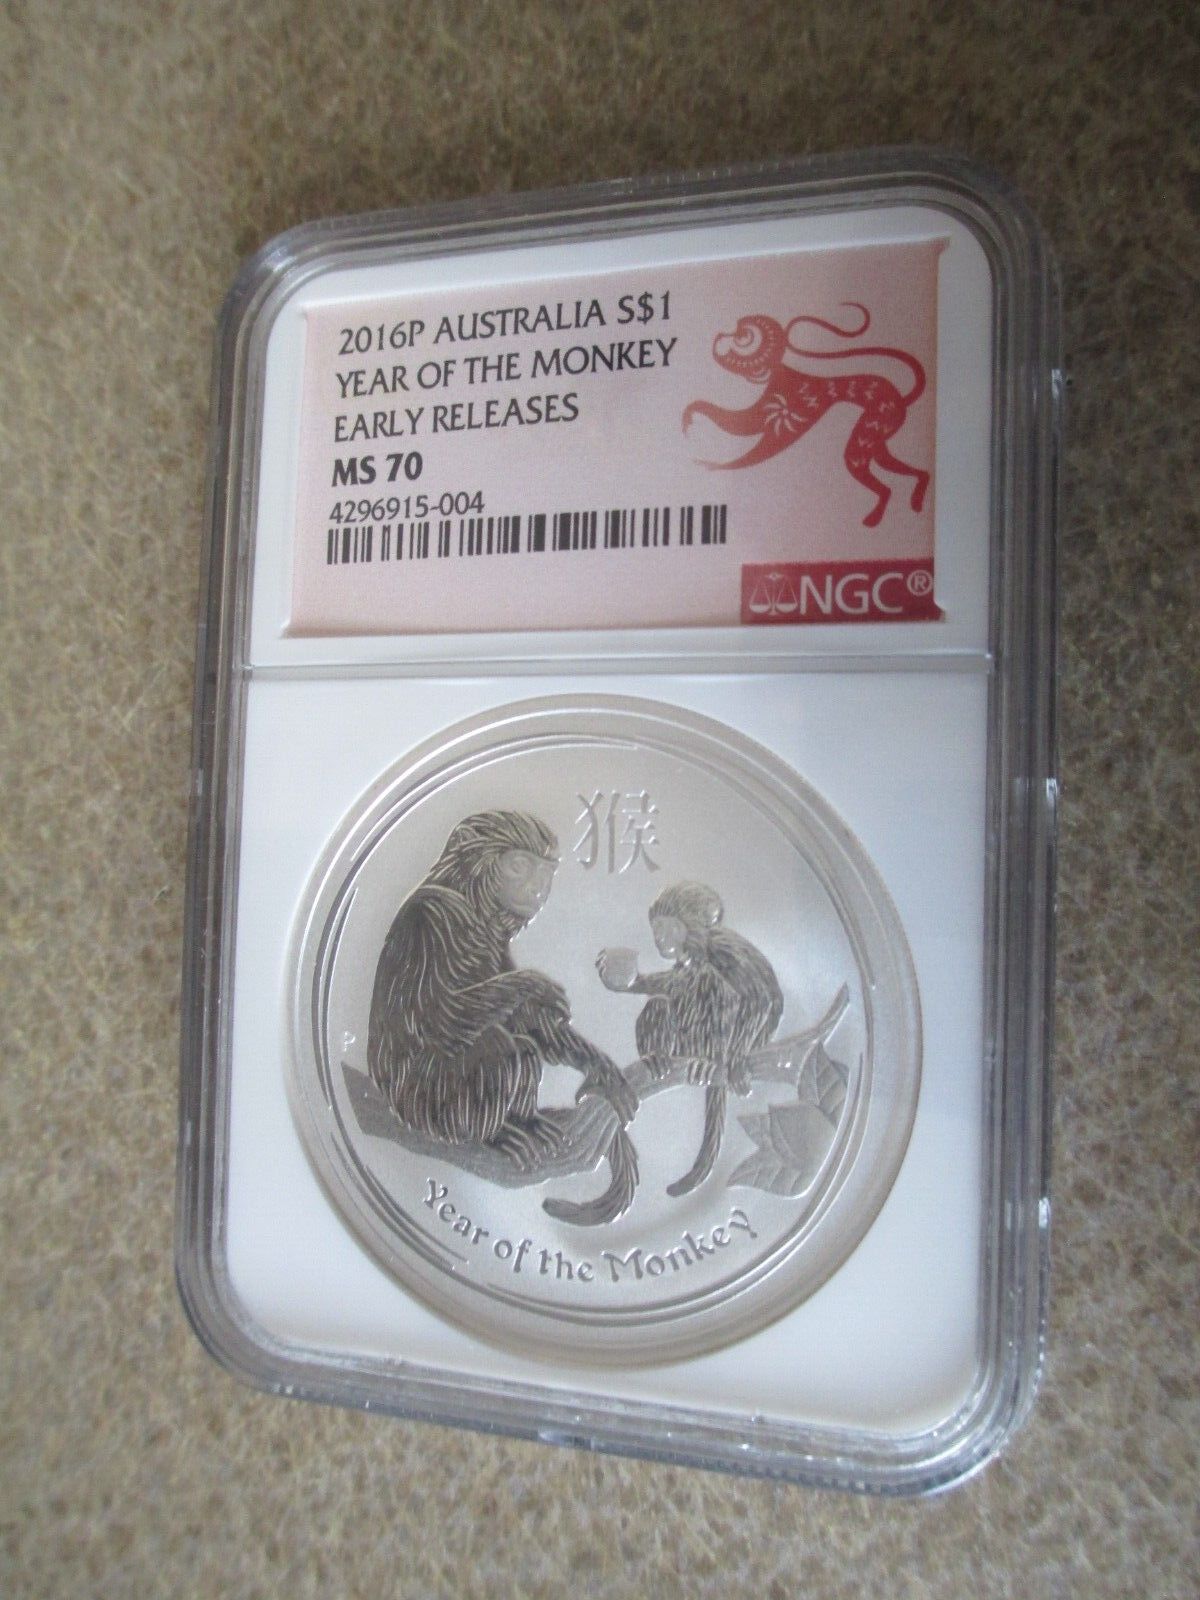 2016P AUSTRALIA S$1
YEAR OF THE MONKEY
EARLY RELEASES
MS 70
4296915-004
NGC®
猴
P
Year of the Monkey